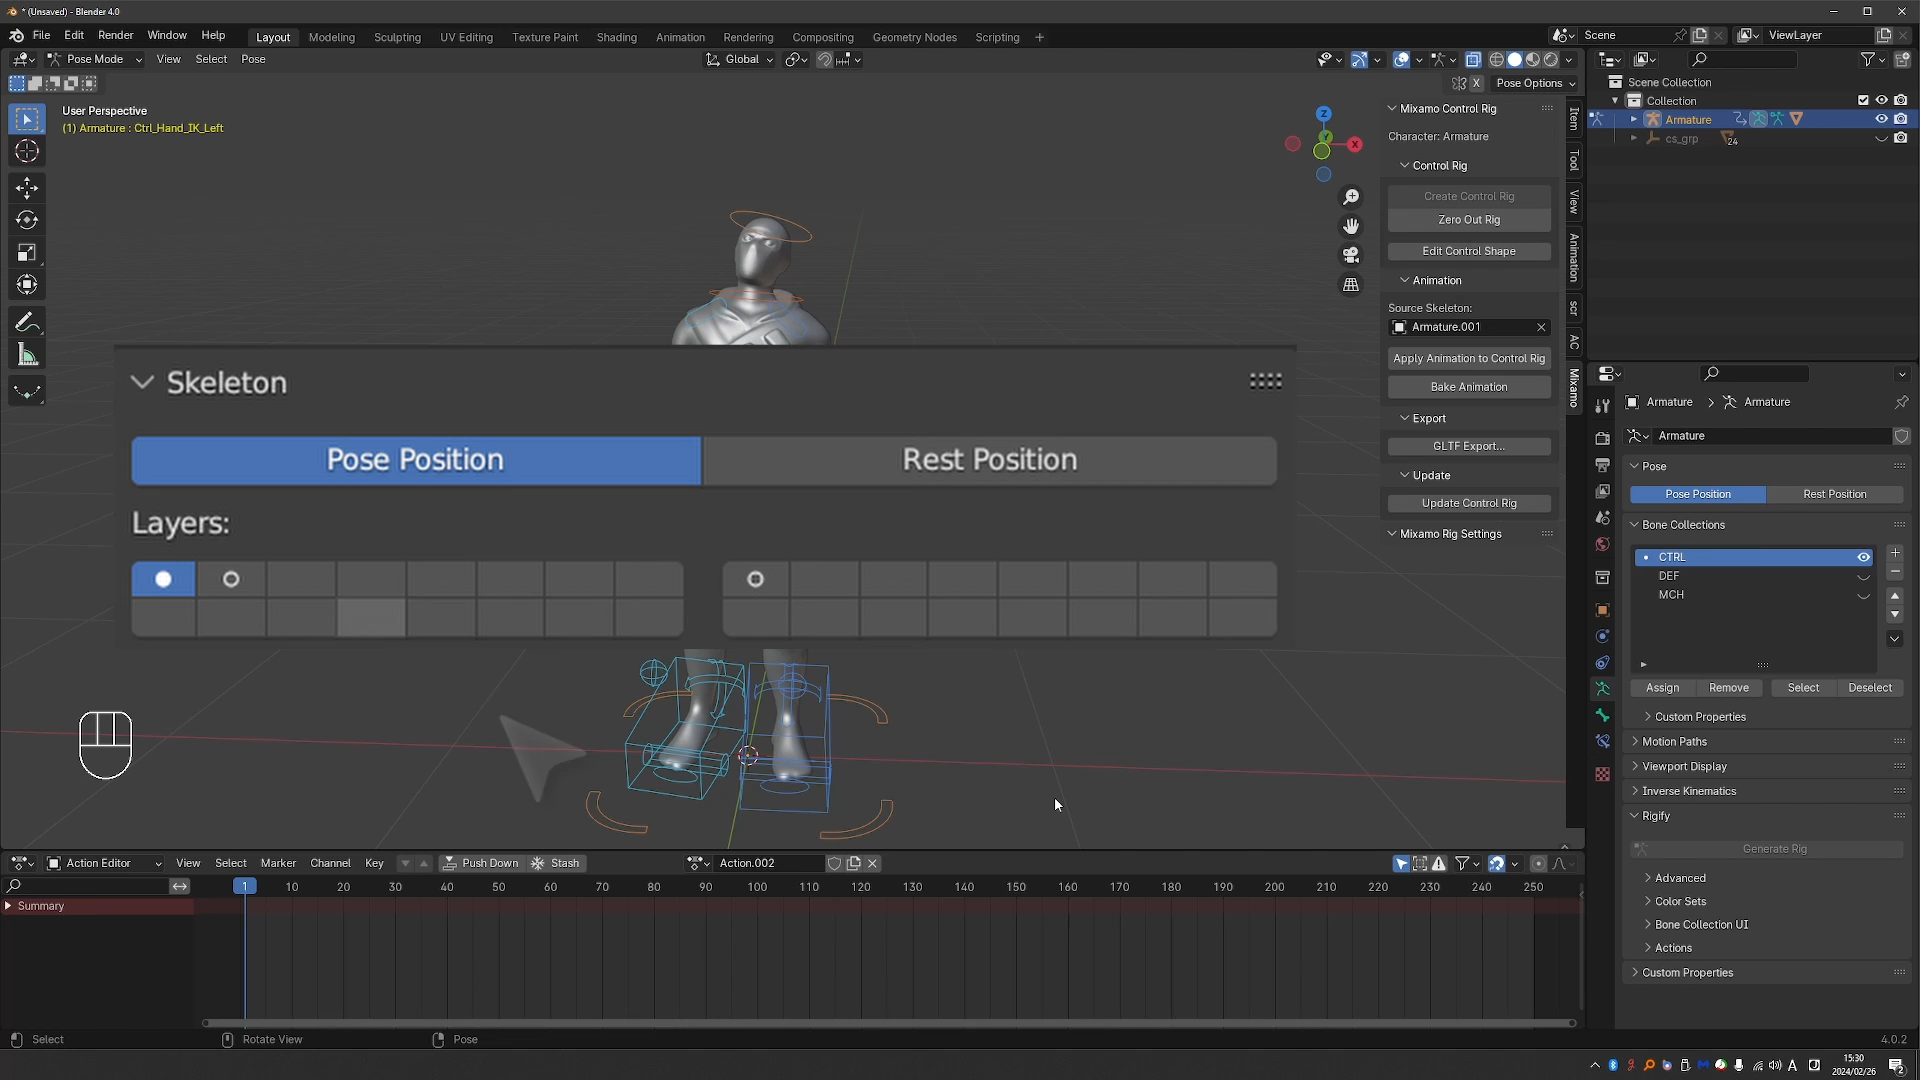 * (Unsaved) - Blender 4.0
File Edit Render Window Help
Layout Modeling Sculpting UV Editing Texture Paint Shading Animation Rendering Compositing Geometry Nodes Scripting +
Scene
ViewLayer
Pose Mode View Select Pose
Global
X Pose Options
User Perspective
(1) Armature : Ctrl_Hand_IK_Left
Z
Y
X
Mixamo Control Rig
Character: Armature
Control Rig
Create Control Rig
Zero Out Rig
Edit Control Shape
Animation
Source Skeleton:
Armature.001
Apply Animation to Control Rig
Bake Animation
Export
GLTF Export...
Update
Update Control Rig
Mixamo Rig Settings
Item
Tool
View
Animation
scr
AC
Mixamo
Skeleton
Pose Position Rest Position
Layers:
Scene Collection
Collection
Armature
cs_grp 24
Armature > Armature
Armature
Pose
Pose Position Rest Position
Bone Collections
CTRL
DEF
MCH
Assign Remove Select Deselect
Custom Properties
Motion Paths
Viewport Display
Inverse Kinematics
Rigify
Generate Rig
Advanced
Color Sets
Bone Collection UI
Actions
Custom Properties
Action Editor View Select Marker Channel Key Push Down Stash Action.002
1 10 20 30 40 50 60 70 80 90 100 110 120 130 140 150 160 170 180 190 200 210 220 230 240 250
Summary
Select Rotate View Pose 4.0.2
A
15:30
2024/02/26
2